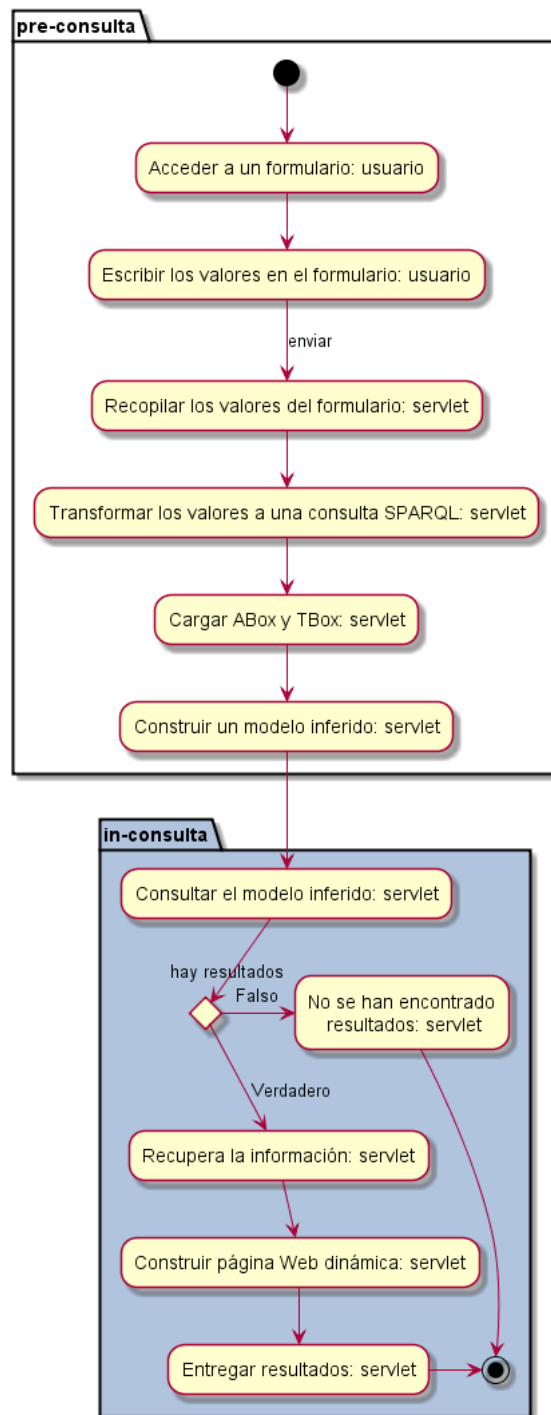 pre-consulta
Acceder a un formulario: usuario
Escribir los valores en el formulario: usuario
enviar
Recopilar los valores del formulario: servlet
Transformar los valores a una consulta SPARQL: servlet
Cargar ABox y TBox: servlet
Construir un modelo inferido: servlet
in-consulta
Consultar el modelo inferido: servlet
hay resultados
Falso
No se han encontrado
resultados: servlet
Verdadero
Recupera la información: servlet
Construir página Web dinámica: servlet
Entregar resultados: servlet